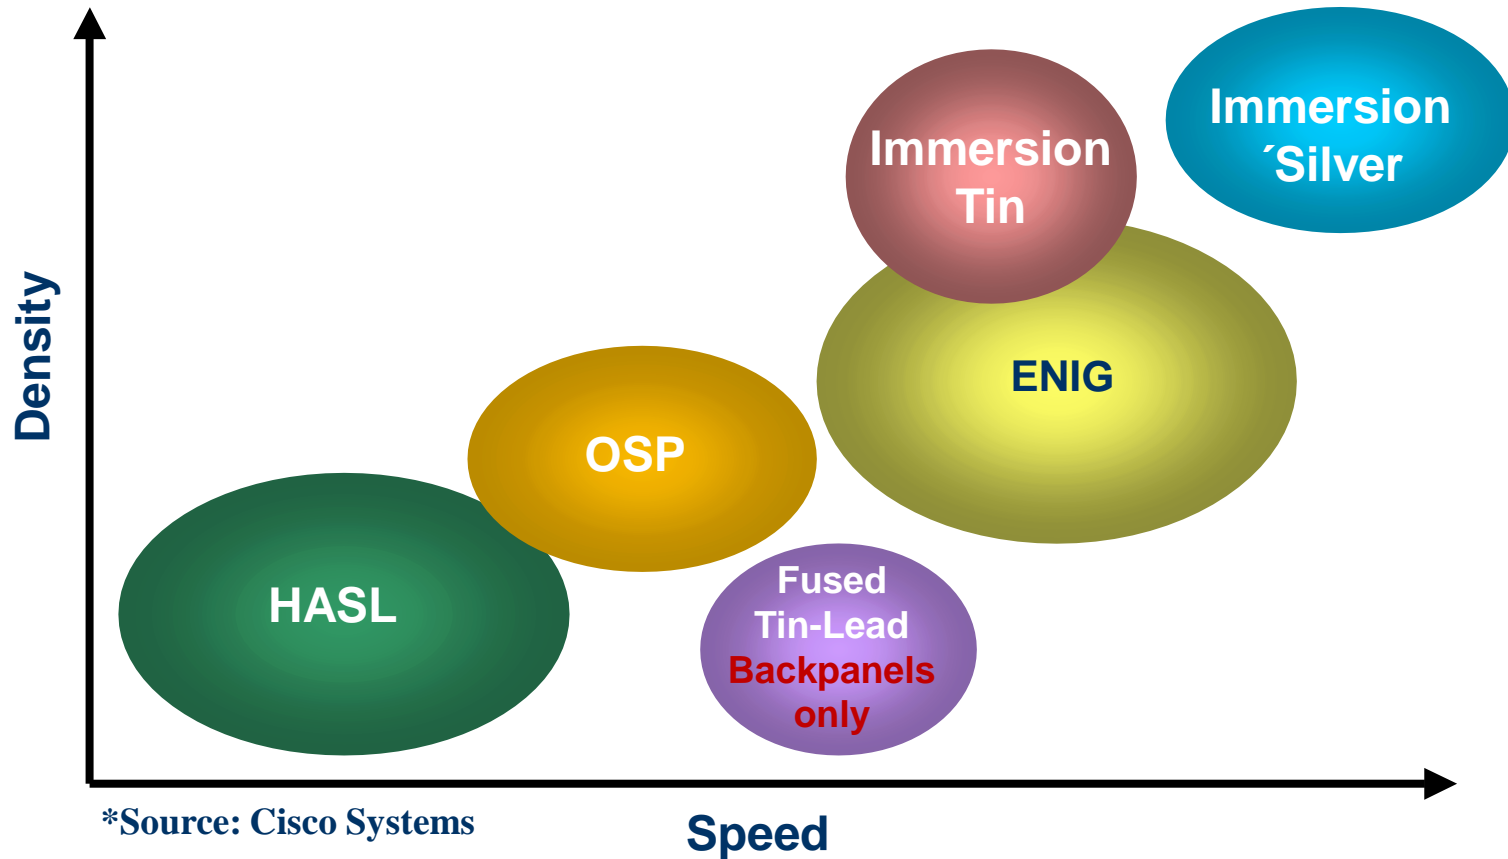 Immersion
´Silver
Immersion
Tin
Density
ENIG
OSP
HASL
Fused
Tin-Lead
Backpanels
only
*Source: Cisco Systems
Speed